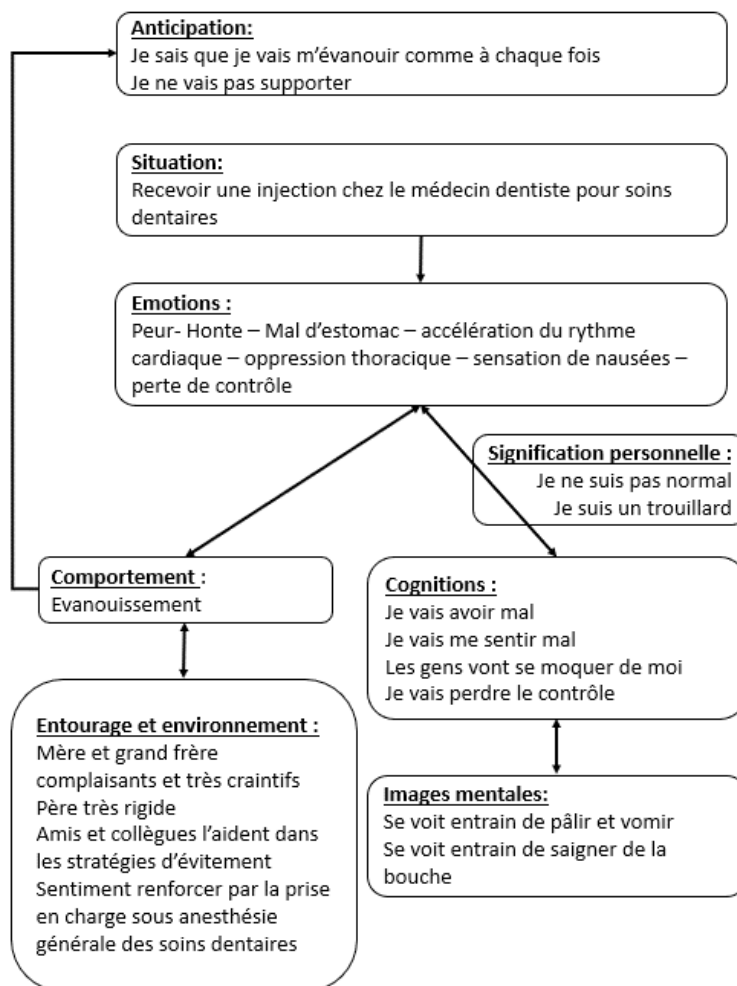 Anticipation:
Je sais que je vais m’évanouir comme à chaque fois
Je ne vais pas supporter
Situation:
Recevoir une injection chez le médecin dentiste pour soins
dentaires
Emotions :
Peur- Honte – Mal d’estomac – accélération du rythme
cardiaque – oppression thoracique – sensation de nausées –
perte de contrôle
Signification personnelle :
Je ne suis pas normal
Je suis un trouillard
Comportement :
Evanouissement
Cognitions :
Je vais avoir mal
Je vais me sentir mal
Les gens vont se moquer de moi
Je vais perdre le contrôle
Entourage et environnement :
Mère et grand frère
complaisants et très craintifs
Père très rigide
Amis et collègues l’aident dans
les stratégies d’évitement
Sentiment renforcer par la prise
en charge sous anesthésie
générale des soins dentaires
Images mentales:
Se voit entrain de pâlir et vomir
Se voit entrain de saigner de la
bouche